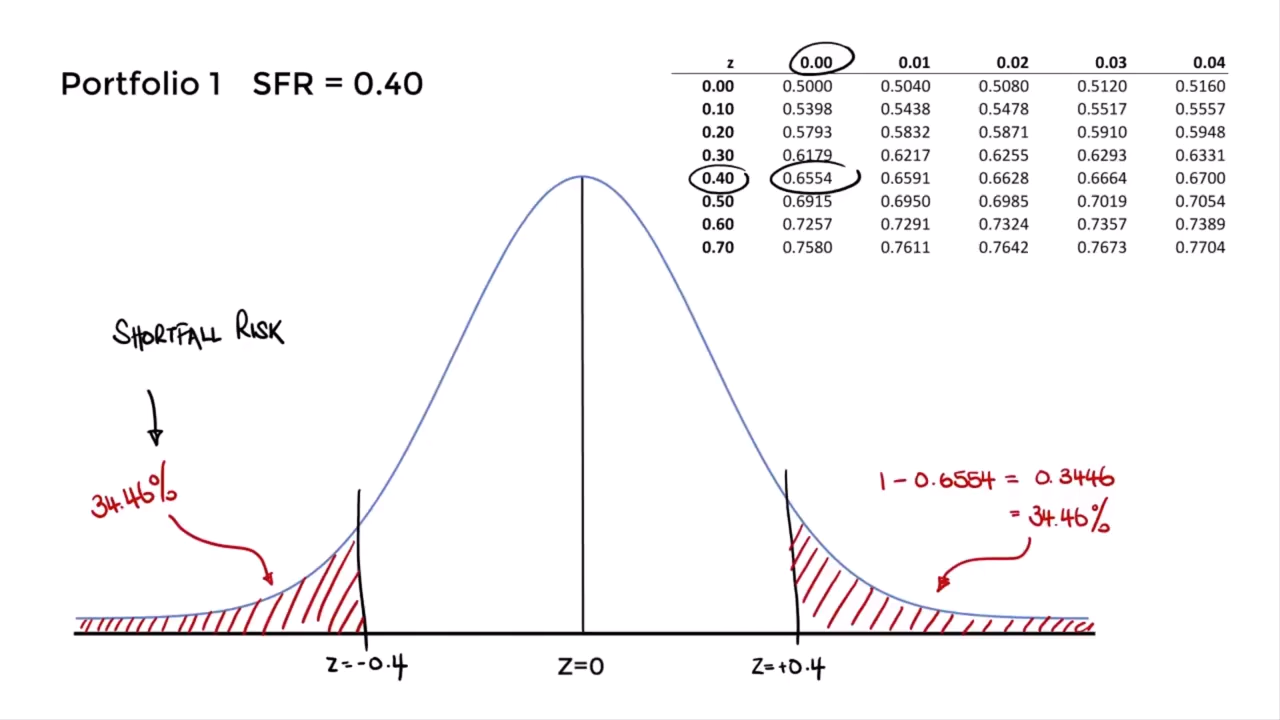 Portfolio 1 SFR = 0.40
z 0.00 0.01 0.02 0.03 0.04
0.00 0.5000 0.5040 0.5080 0.5120 0.5160
0.10 0.5398 0.5438 0.5478 0.5517 0.5557
0.20 0.5793 0.5832 0.5871 0.5910 0.5948
0.30 0.6179 0.6217 0.6255 0.6293 0.6331
0.40 0.6554 0.6591 0.6628 0.6664 0.6700
0.50 0.6915 0.6950 0.6985 0.7019 0.7054
0.60 0.7257 0.7291 0.7324 0.7357 0.7389
0.70 0.7580 0.7611 0.7642 0.7673 0.7704
SHORTFALL RISK
34.46%
1 - 0.6554 = 0.3446
= 34.46%
z=-0.4
Z=0
Z=+0.4